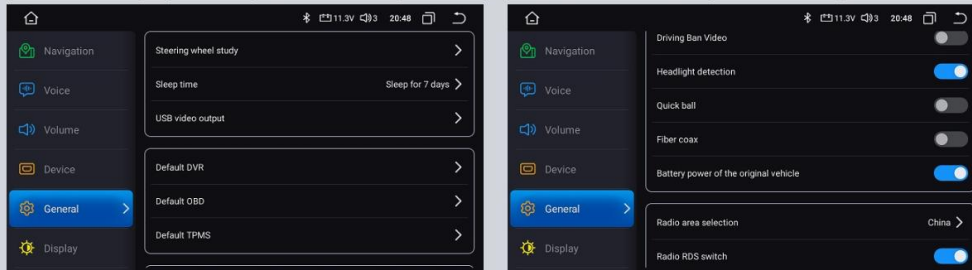 11.3V 3 20:48
Navigation
Voice
Volume
Device
General
Display
Steering wheel study
Sleep time Sleep for 7 days
USB video output
Default DVR
Default OBD
Default TPMS
11.3V 3 20:48
Navigation
Voice
Volume
Device
General
Display
Driving Ban Video
Headlight detection
Quick ball
Fiber coax
Battery power of the original vehicle
Radio area selection China
Radio RDS switch